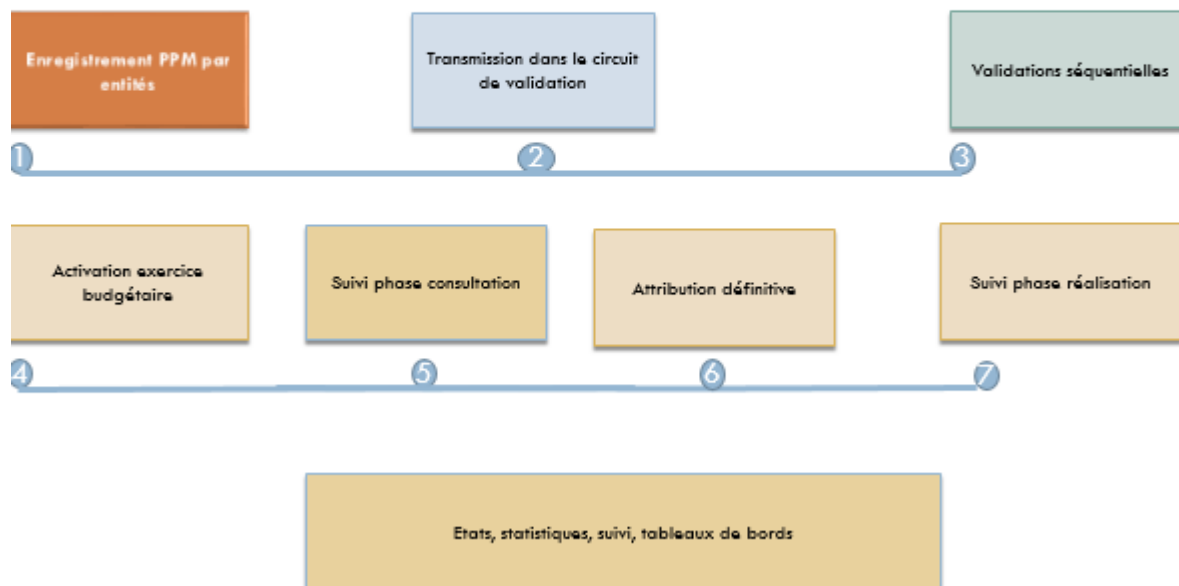 Enregistrement PPM par
entités
Transmission dans le circuit
de validation
Validations séquentielles
1
2
3
Activation exercice
budgétaire
Suivi phase consultation
Attribution définitive
Suivi phase réalisation
4
5
6
7
Etats, statistiques, suivi, tableaux de bords